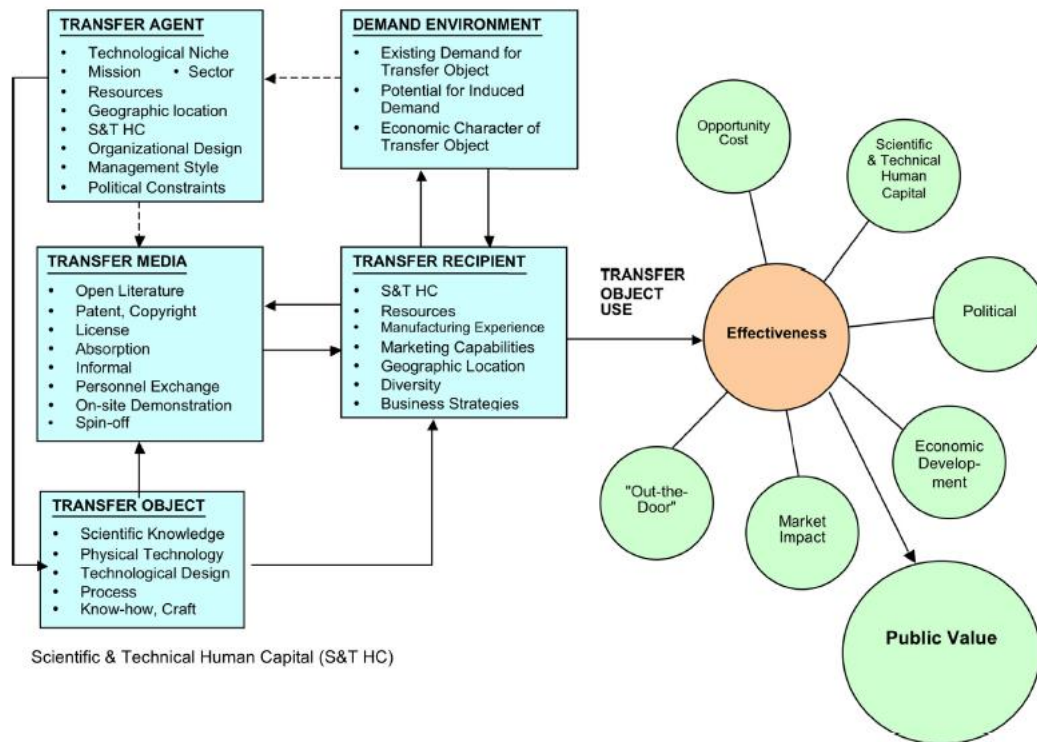 TRANSFER AGENT
• Technological Niche
• Mission • Sector
• Resources
• Geographic location
• S&T HC
• Organizational Design
• Management Style
• Political Constraints
DEMAND ENVIRONMENT
• Existing Demand for
Transfer Object
• Potential for Induced
Demand
• Economic Character of
Transfer Object
TRANSFER MEDIA
• Open Literature
• Patent, Copyright
• License
• Absorption
• Informal
• Personnel Exchange
• On-site Demonstration
• Spin-off
TRANSFER RECIPIENT
• S&T HC
• Resources
• Manufacturing Experience
• Marketing Capabilities
• Geographic Location
• Diversity
• Business Strategies
TRANSFER OBJECT
• Scientific Knowledge
• Physical Technology
• Technological Design
• Process
• Know-how, Craft
Scientific & Technical Human Capital (S&T HC)
TRANSFER
OBJECT
USE
Effectiveness
Opportunity
Cost
Scientific
& Technical
Human
Capital
Political
Economic
Develop-
ment
Market
Impact
"Out-the-
Door"
Public Value